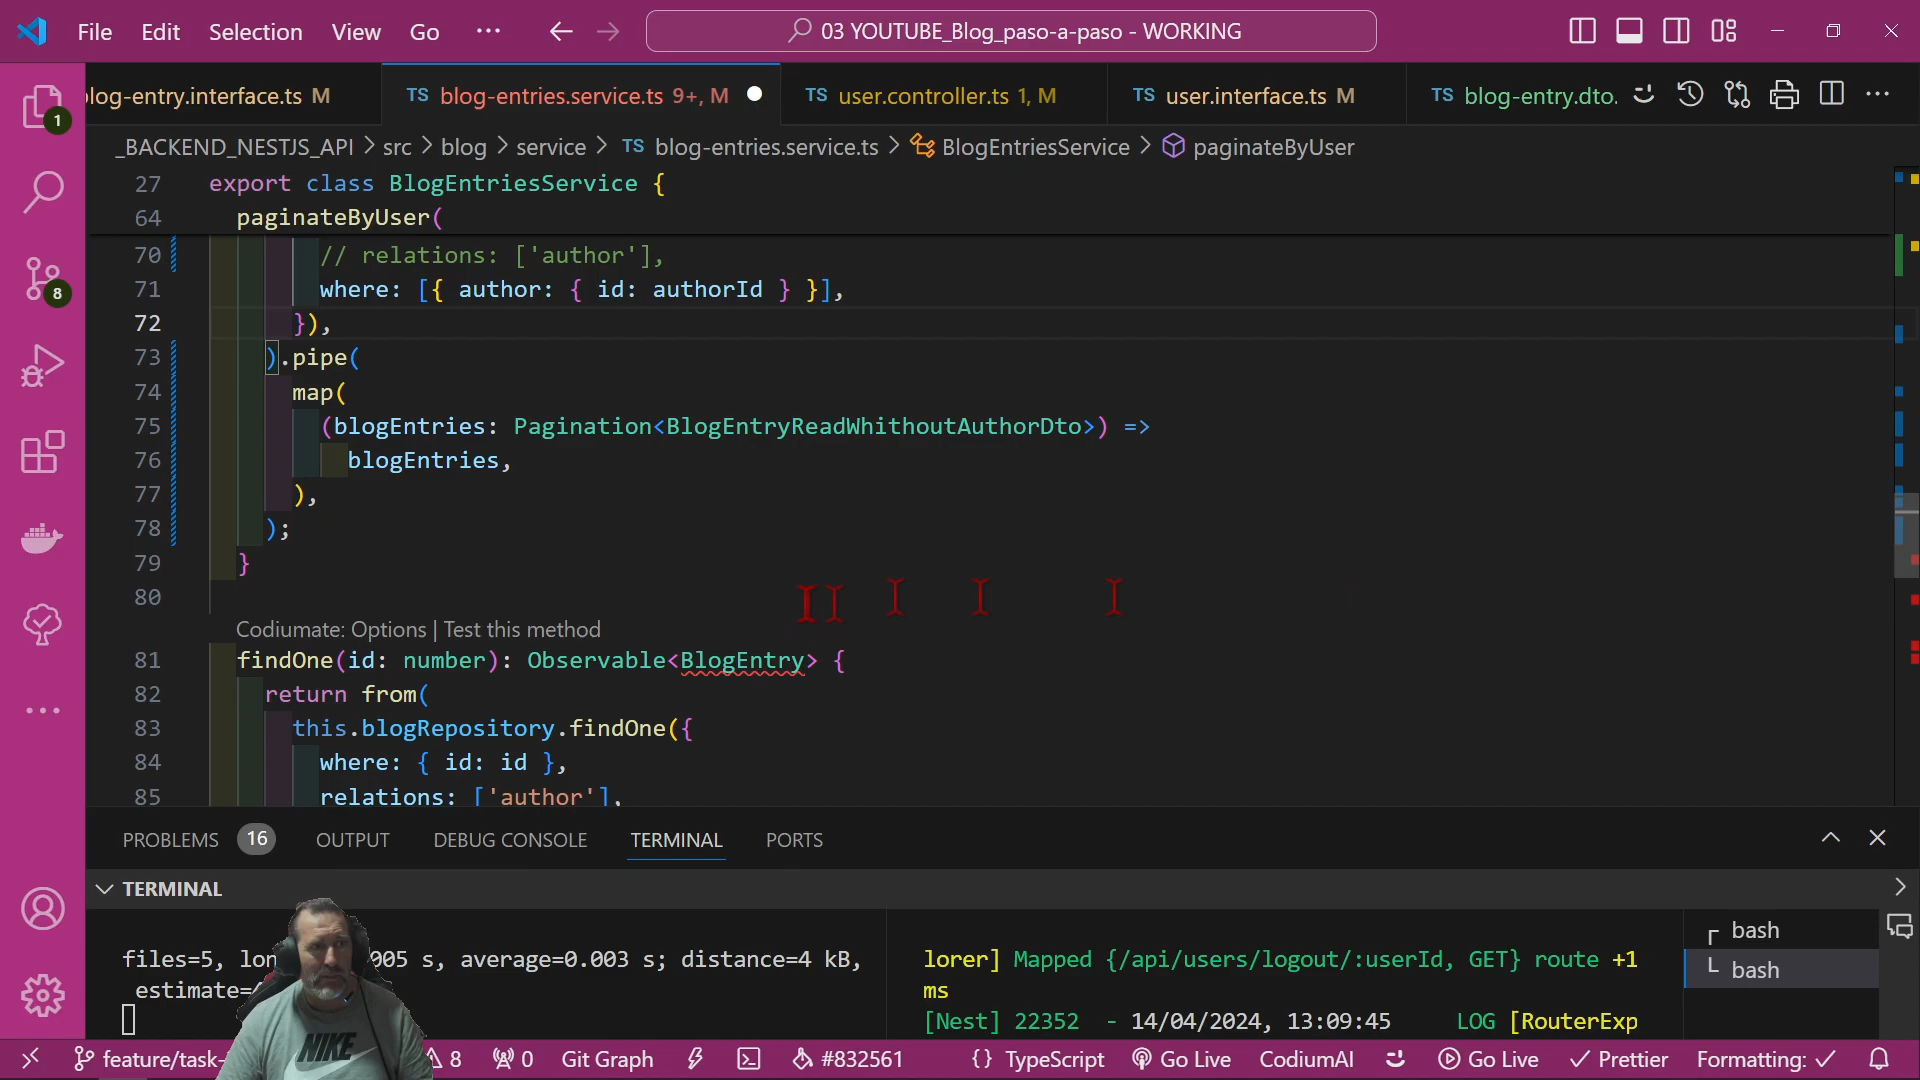 File Edit Selection View Go ··· 03 YOUTUBE_Blog_paso-a-paso - WORKING
log-entry.interface.ts M TS blog-entries.service.ts 9+, M TS user.controller.ts 1, M TS user.interface.ts M TS blog-entry.dto.
_BACKEND_NESTJS_API > src > blog > service > TS blog-entries.service.ts > BlogEntriesService > paginateByUser
27 export class BlogEntriesService {
64 paginateByUser(
70 // relations: ['author'],
71 where: [{ author: { id: authorId } }],
72 }),
73 ).pipe(
74 map(
75 (blogEntries: Pagination<BlogEntryReadWhithoutAuthorDto>) =>
76 blogEntries,
77 ),
78 );
79 }
80
Codiumate: Options | Test this method
81 findOne(id: number): Observable<BlogEntry> {
82 return from(
83 this.blogRepository.findOne({
84 where: { id: id },
85 relations: ['author'],
1
8
PROBLEMS 16 OUTPUT DEBUG CONSOLE TERMINAL PORTS
TERMINAL
files=5, lon 005 s, average=0.003 s; distance=4 kB,
estimate=
lorer] Mapped {/api/users/logout/:userId, GET} route +1
ms
[Nest] 22352 - 14/04/2024, 13:09:45 LOG [RouterExp
bash
bash
NIKE
feature/task- 8 0 Git Graph #832561 {} TypeScript Go Live CodiumAI Go Live Prettier Formatting: ✓